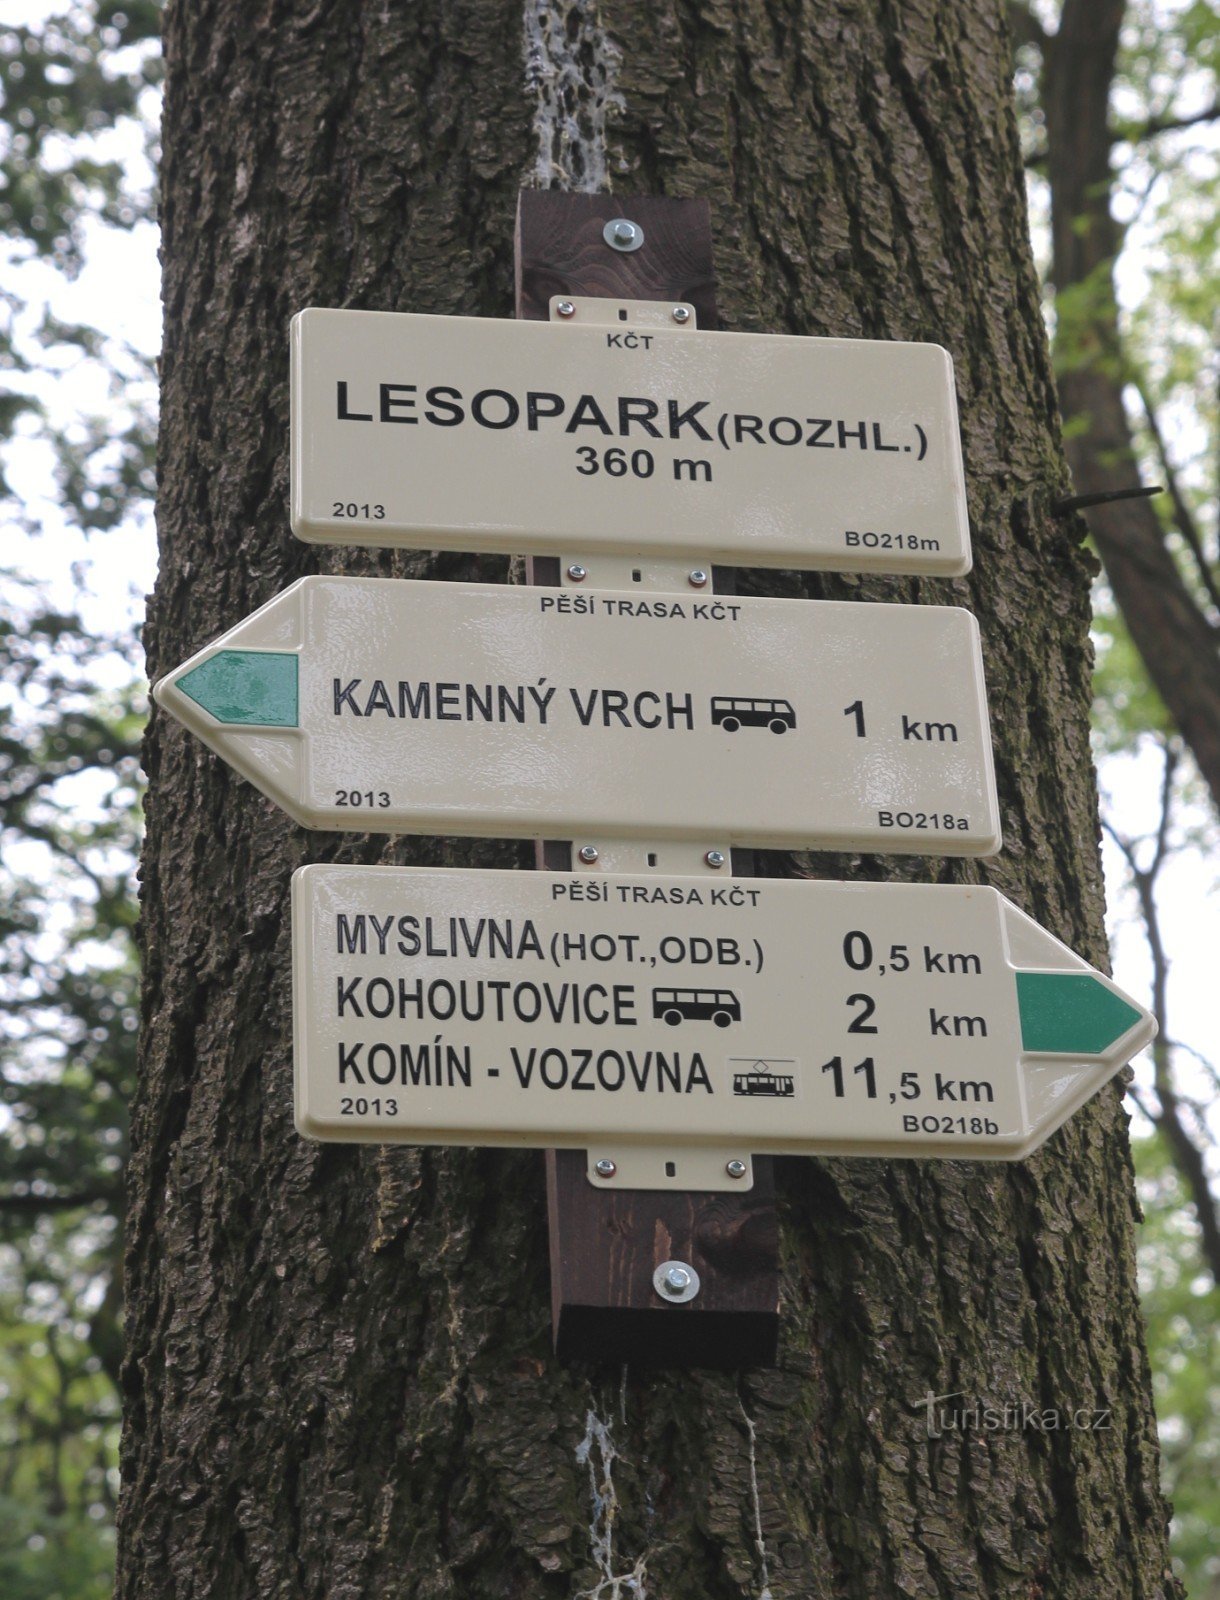 KČT
LESOPARK(ROZHL.)
360 m
2013 BO218m
PĚŠÍ TRASA KČT
KAMENNÝ VRCH 1 km
2013 BO218a
PĚŠÍ TRASA KČT
MYSLIVNA(HOT.,ODB.) 0,5 km
KOHOUTOVICE 2 km
KOMÍN - VOZOVNA 11,5 km
2013 BO218b
Turistika.cz